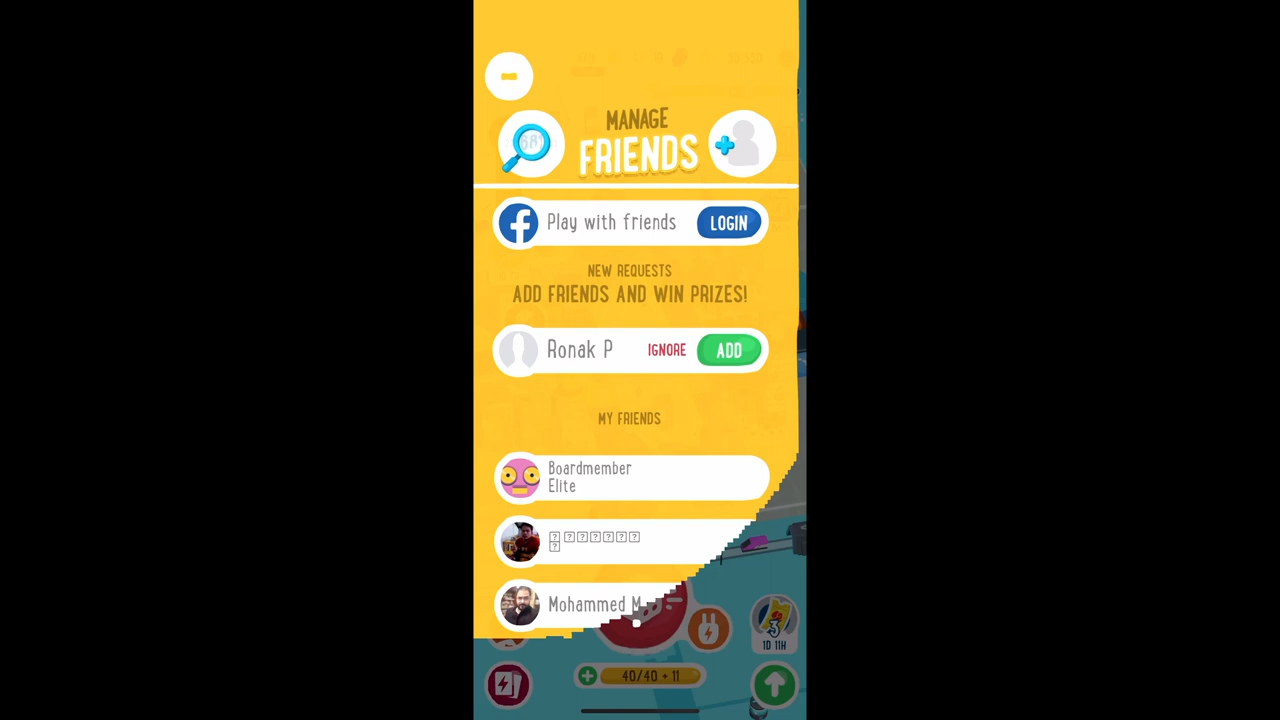 MANAGE
FRIENDS
Play with friends LOGIN
NEW REQUESTS
ADD FRIENDS AND WIN PRIZES!
Ronak P IGNORE ADD
MY FRIENDS
Boardmember
Elite
Mohammed M
3
1D 11H
40/40 + 11